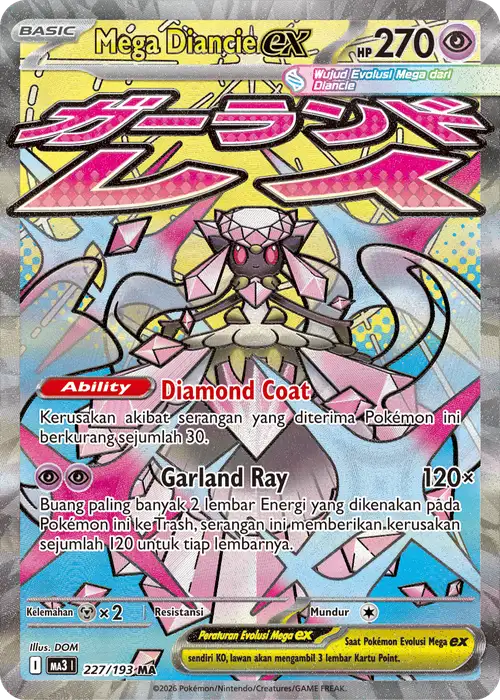 BASIC Mega Diancie ex HP 270
Wujud Evolusi Mega dari
Diancie
ガーランド
レイ
Ability Diamond Coat
Kerusakan akibat serangan yang diterima Pokémon ini
berkurang sejumlah 30.
Garland Ray 120×
Buang paling banyak 2 lembar Energi yang dikenakan pada
Pokémon ini ke Trash, serangan ini memberikan kerusakan
sejumlah 120 untuk tiap lembarnya.
Kelemahan ×2 Resistansi Mundur
Illus. DOM
Peraturan Evolusi Mega ex Saat Pokémon Evolusi Mega ex
sendiri KO, lawan akan mengambil 3 lembar Kartu Point.
I MA3 I 227/193 MA
©2026 Pokémon/Nintendo/Creatures/GAME FREAK.